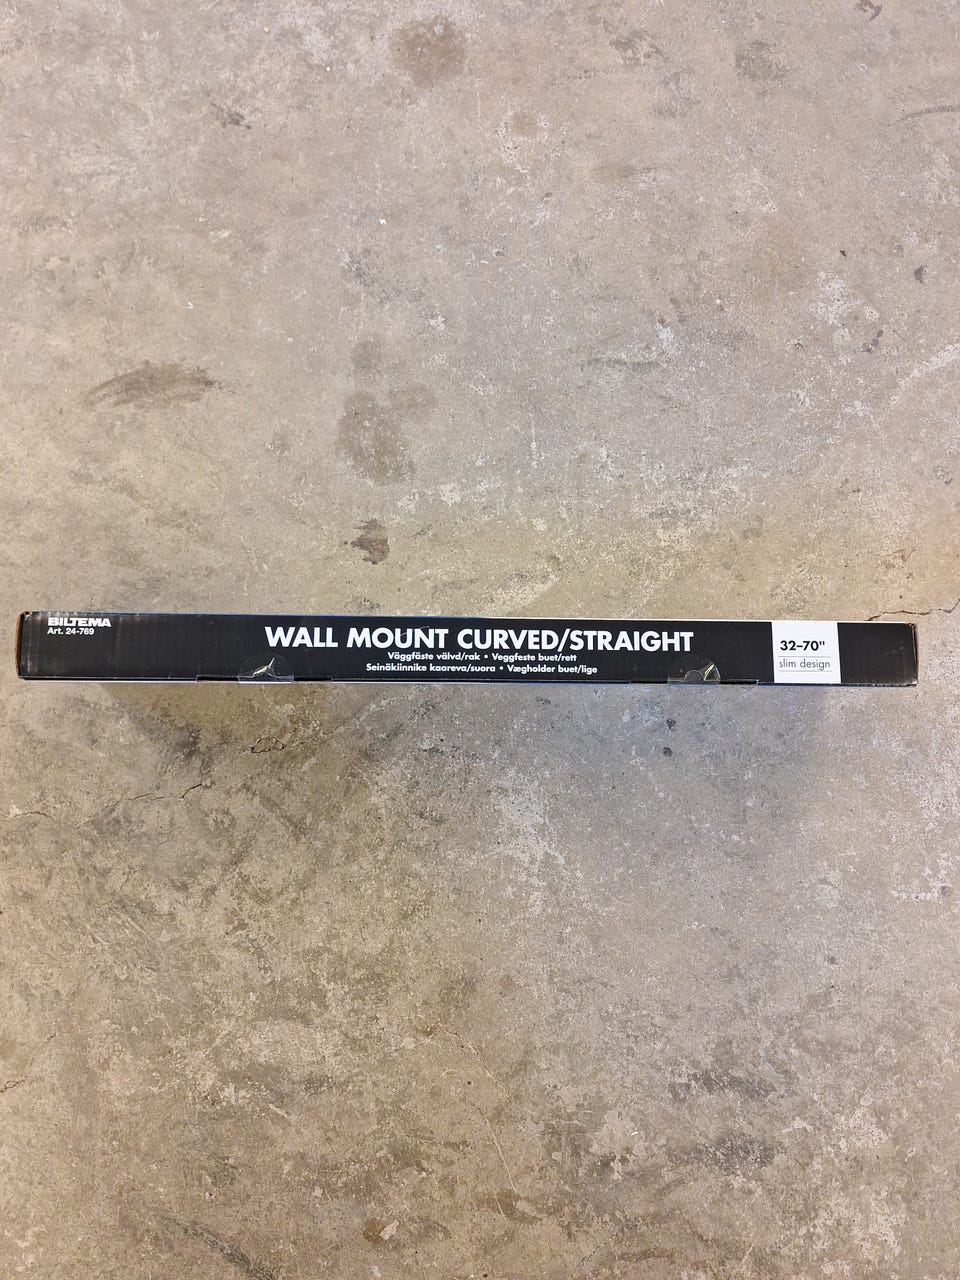 BILTEMA
Art. 24-769
WALL MOUNT CURVED/STRAIGHT
Väggfäste välvd/rak • Veggfeste buet/rett
Seinäkiinnike kaareva/suora • Vægholder buet/lige
32–70"
slim design